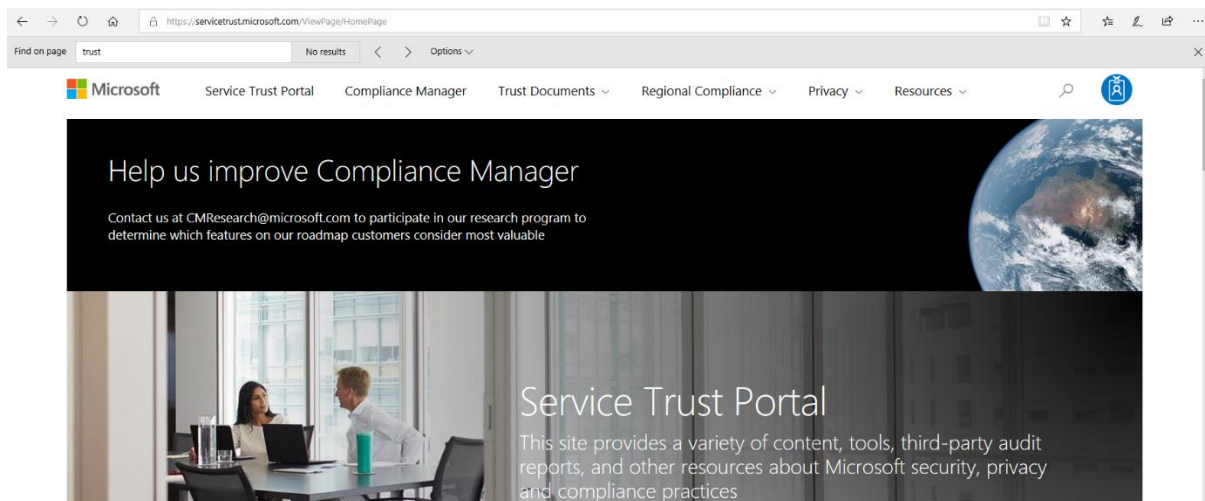 https://servicetrust.microsoft.com/ViewPage/HomePage
Find on page trust No results Options
Microsoft Service Trust Portal Compliance Manager Trust Documents Regional Compliance Privacy Resources
Help us improve Compliance Manager
Contact us at CMResearch@microsoft.com to participate in our research program to
determine which features on our roadmap customers consider most valuable
Service Trust Portal
This site provides a variety of content, tools, third-party audit
reports, and other resources about Microsoft security, privacy
and compliance practices